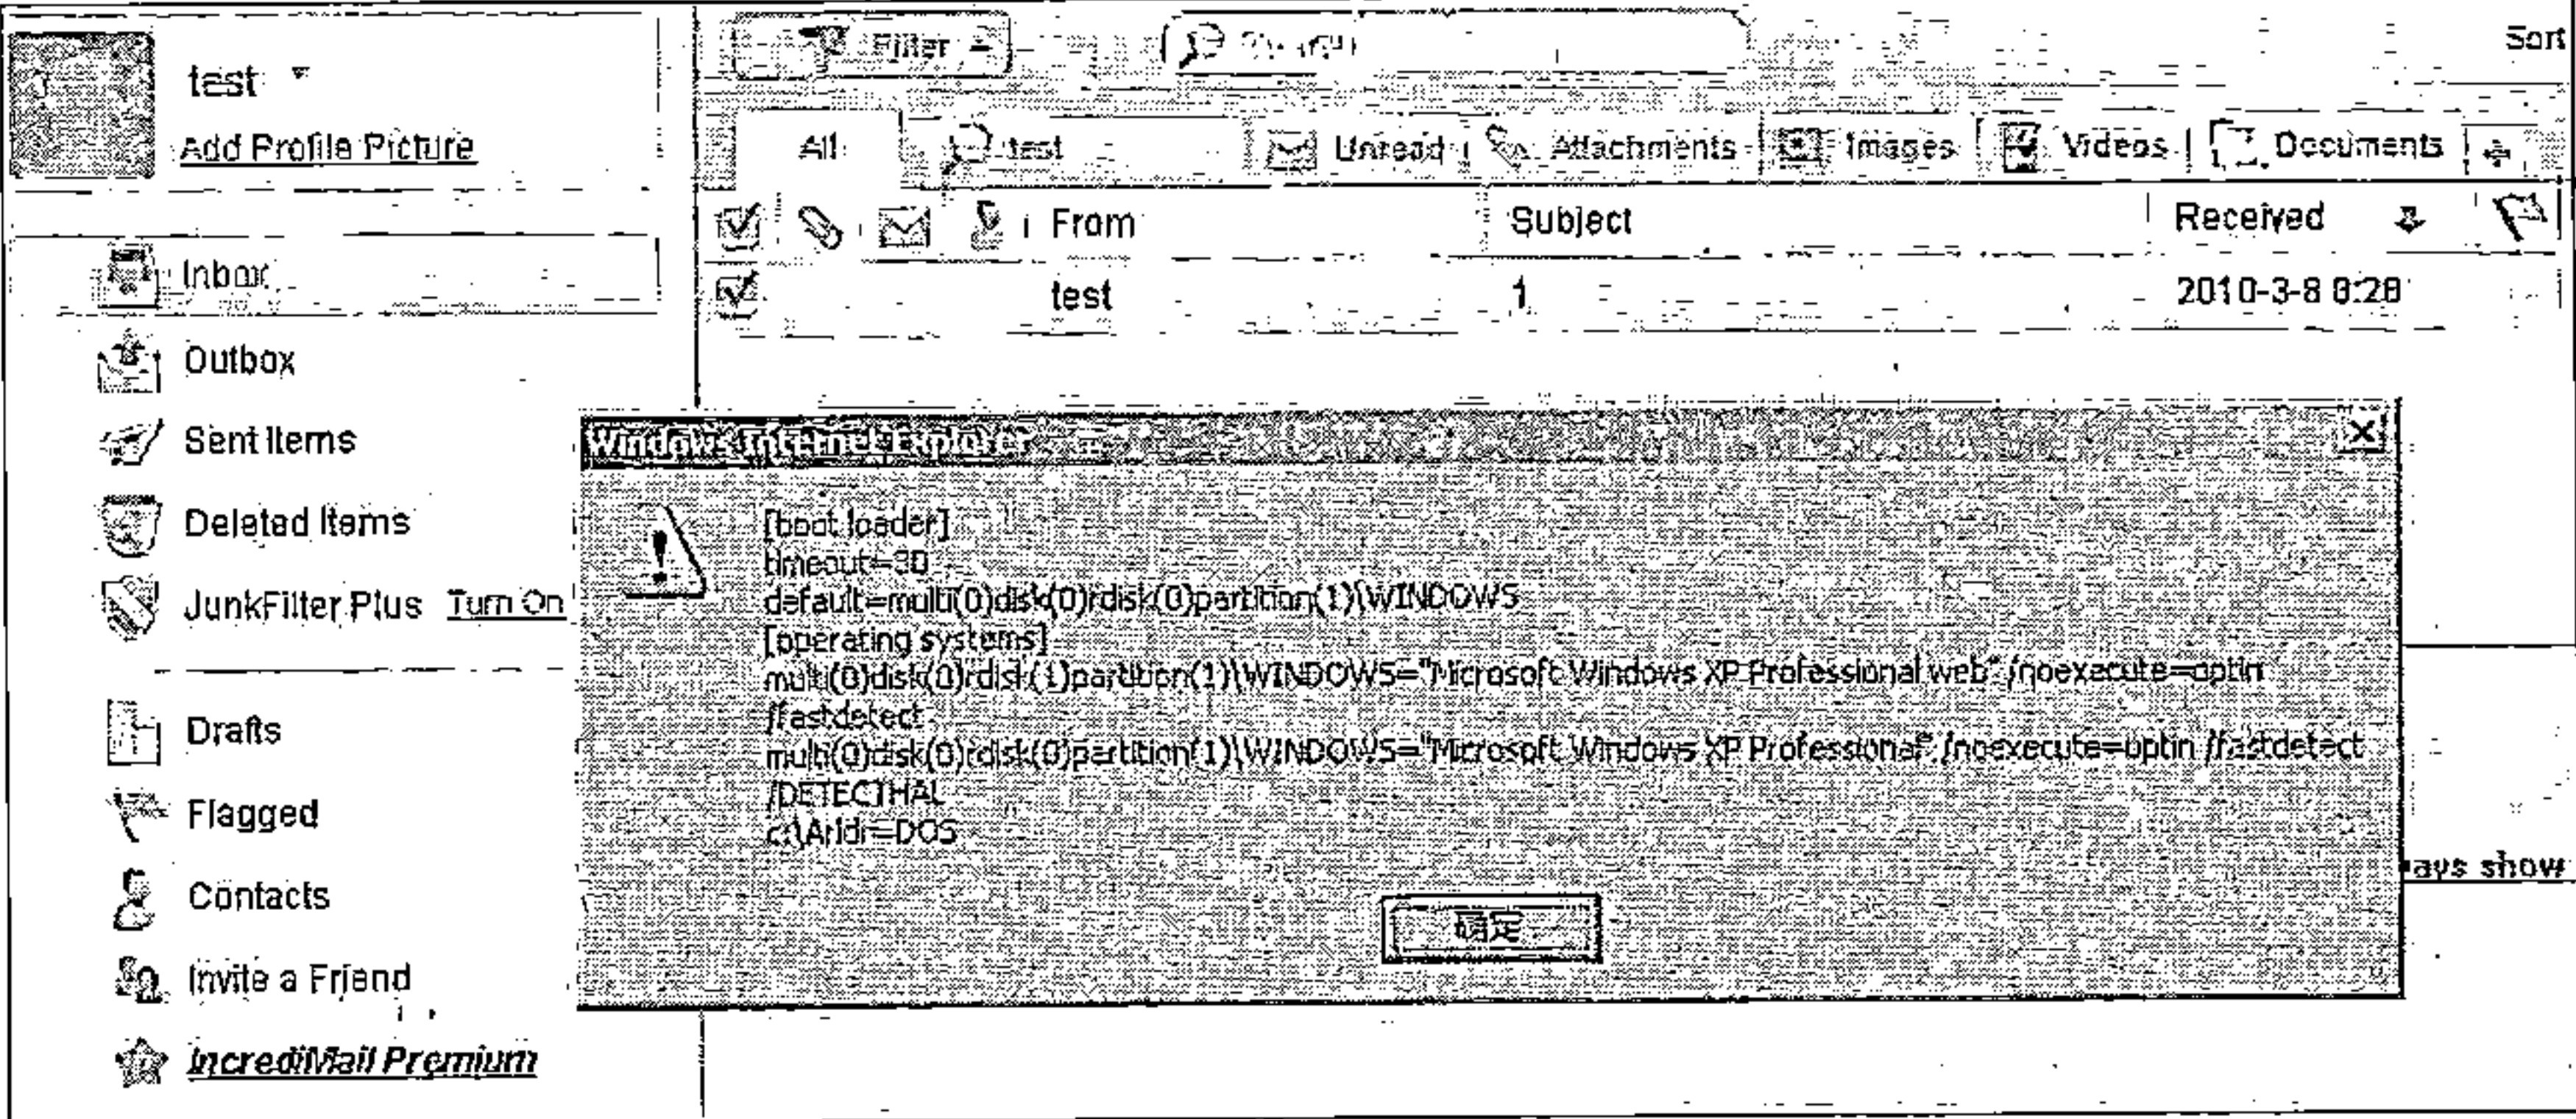 test
Add Profile Picture
Inbox
Outbox
Sent Items
Deleted Items
JunkFilter Plus Turn On
Drafts
Flagged
Contacts
Invite a Friend
IncrediMail Premium
Filter Search Sort
All test Unread Attachments Images Videos Documents
From Subject Received
test 1 2010-3-8
Windows Internet Explorer
[boot loader]
timeout=30
default=multi(0)disk(0)rdisk(0)partition(1)\WINDOWS
[operating systems]
multi(0)disk(0)rdisk(1)partition(1)\WINDOWS="Microsoft Windows XP Professional web" /noexecute=optin
/fastdetect
multi(0)disk(0)rdisk(0)partition(1)\WINDOWS="Microsoft Windows XP Professional" /noexecute=optin /fastdetect
/DETECTHAL
确定
ays show